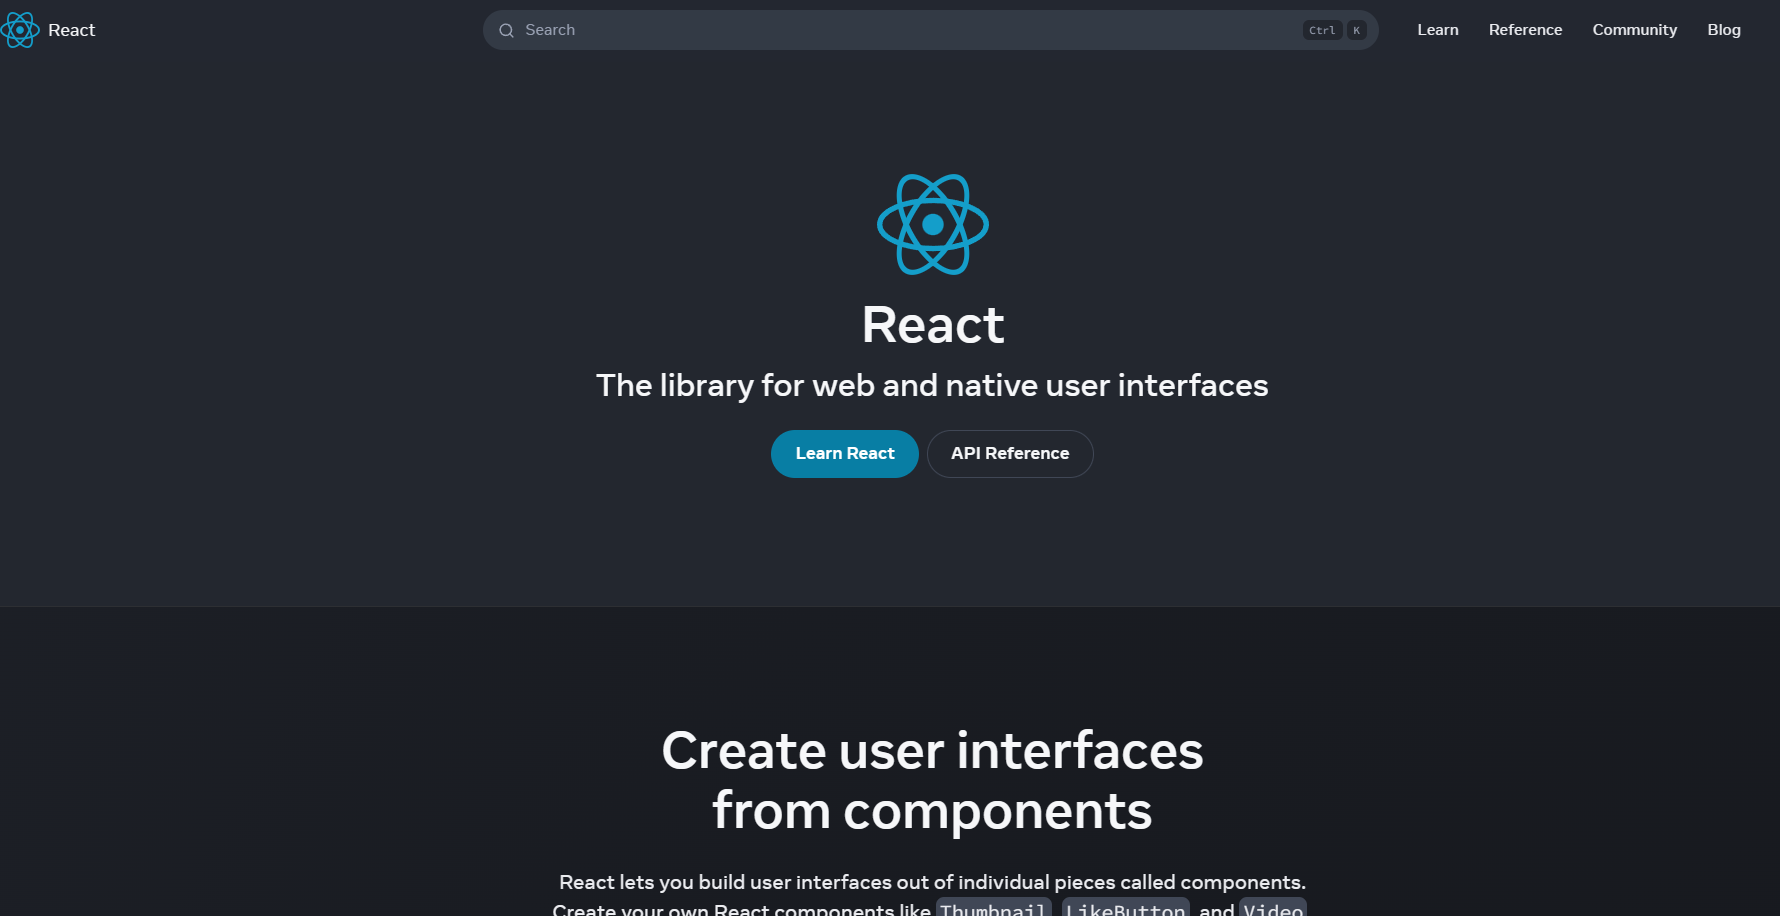 React
Search
Ctrl K
Learn Reference Community Blog
React
The library for web and native user interfaces
Learn React
API Reference
Create user interfaces
from components
React lets you build user interfaces out of individual pieces called components.
Create your own React components like Thumbnail, LikeButton, and Video